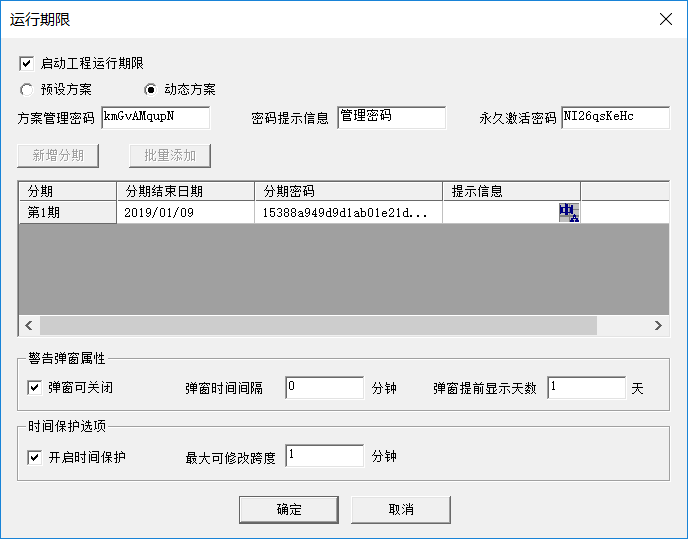 运行期限
启动工程运行期限
预设方案 动态方案
方案管理密码 kmGvAMqupN 密码提示信息 管理密码 永久激活密码 NI26qsKeHc
新增分期 批量添加
分期 分期结束日期 分期密码 提示信息
第1期 2019/01/09 15388a949d9d1ab01e21d... 中A
警告弹窗属性
弹窗可关闭 弹窗时间间隔 0 分钟 弹窗提前显示天数 1 天
时间保护选项
开启时间保护 最大可修改跨度 1 分钟
确定 取消